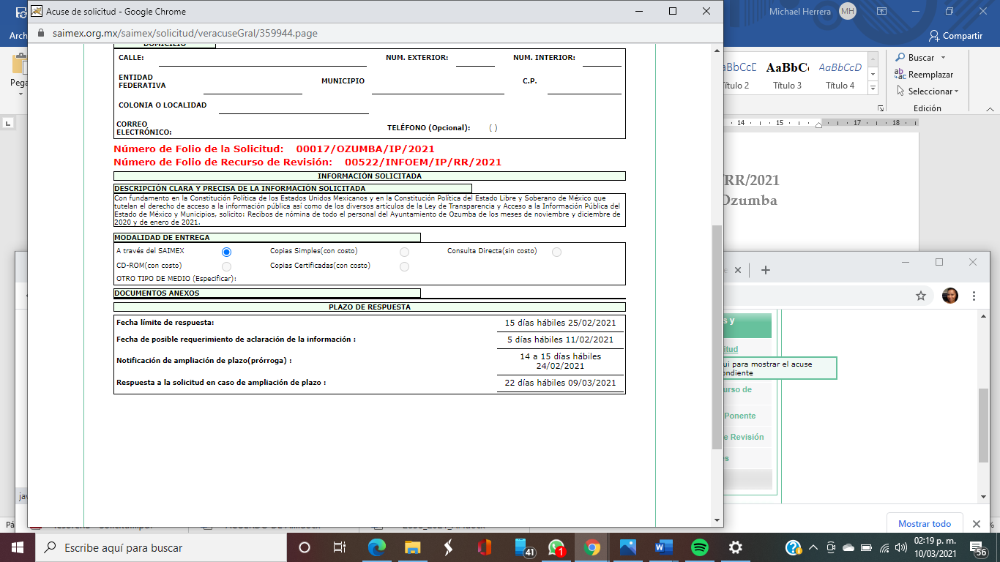 Acuse de solicitud - Google Chrome
saimex.org.mx/saimex/solicitud/veracuseGral/359944.page
Michael Herrera
MH
Compartir
Buscar
Reemplazar
Seleccionar
Edición
AaBbC
AaBbCcD
Título 2
Título 3
Título 4
14
15
17
18
RR/2021
Ozumba
DOMICILIO
CALLE:
NUM. EXTERIOR:
NUM. INTERIOR:
ENTIDAD
FEDERATIVA
MUNICIPIO
C.P.
COLONIA O LOCALIDAD
CORREO
ELECTRÓNICO:
TELÉFONO (Opcional):
( )
Número de Folio de la Solicitud: 00017/OZUMBA/IP/2021
Número de Folio de Recurso de Revisión: 00522/INFOEM/IP/RR/2021
INFORMACIÓN SOLICITADA
DESCRIPCIÓN CLARA Y PRECISA DE LA INFORMACIÓN SOLICITADA
Con fundamento en la Constitución Política de los Estados Unidos Mexicanos y en la Constitución Política del Estado Libre y Soberano de México que
tutelan el derecho de acceso a la información pública así como de los diversos artículos de la Ley de Transparencia y Acceso a la Información Pública del
Estado de México y Municipios, solicito: Recibos de nómina de todo el personal del Ayuntamiento de Ozumba de los meses de noviembre y diciembre de
2020 y de enero de 2021.
MODALIDAD DE ENTREGA
A través del SAIMEX
Copias Simples(con costo)
Consulta Directa(sin costo)
CD-ROM(con costo)
Copias Certificadas(con costo)
OTRO TIPO DE MEDIO (Especificar):
DOCUMENTOS ANEXOS
PLAZO DE RESPUESTA
Fecha límite de respuesta:
15 días hábiles 25/02/2021
Fecha de posible requerimiento de aclaración de la información :
5 días hábiles 11/02/2021
Notificación de ampliación de plazo(prórroga) :
14 a 15 días hábiles
24/02/2021
Respuesta a la solicitud en caso de ampliación de plazo :
22 días hábiles 09/03/2021
s y
itud
ui para mostrar el acuse
ondiente
urso de
Ponente
e Revisión
es
Mostrar todo
Escribe aquí para buscar
41
1
02:19 p. m.
10/03/2021
56